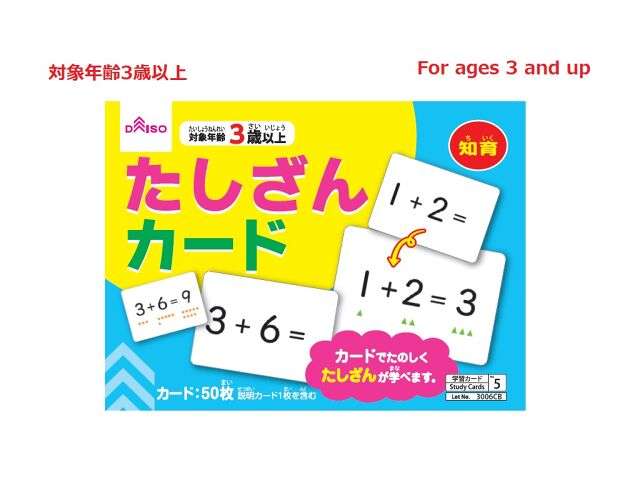 対象年齢3歳以上
For ages 3 and up
DAISO
たいしょうねんれい さい いじょう
対象年齢 3歳以上
ち いく
知育
たしざん
カード
1+2=
1+2=3
3+6=9
3+6=
カードでたのしく
まな
たしざんが学べます。
まい
カード:50枚 説明カード1枚を含む
学習カード
Study Cards
No. 5
Lot No. 3006CB